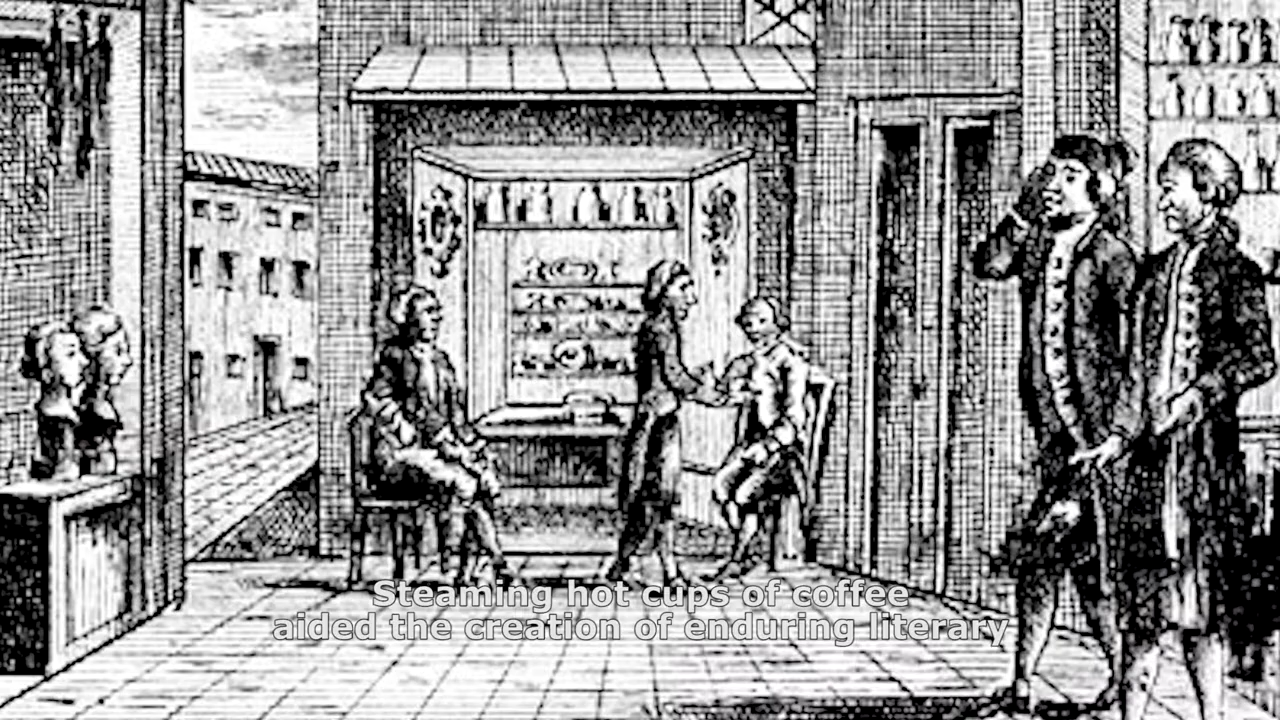 Steaming hot cups of coffee
aided the creation of enduring literary